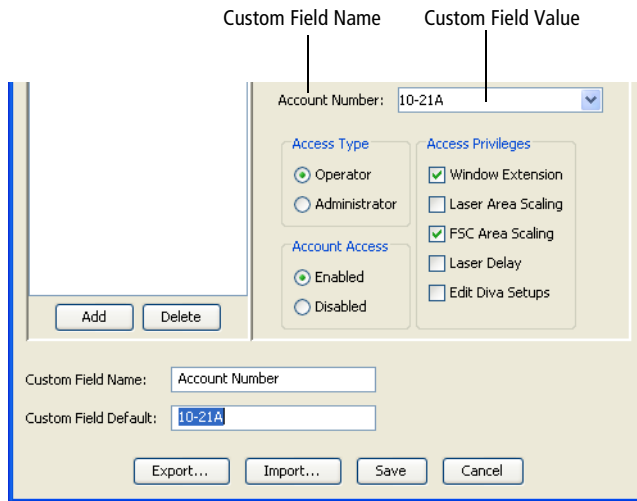 Custom Field Name Custom Field Value
Account Number: 10-21A
Access Type Access Privileges
Operator Window Extension
Administrator Laser Area Scaling
FSC Area Scaling
Account Access Laser Delay
Enabled Edit Diva Setups
Disabled
Add Delete
Custom Field Name: Account Number
Custom Field Default: 10-21A
Export... Import... Save Cancel